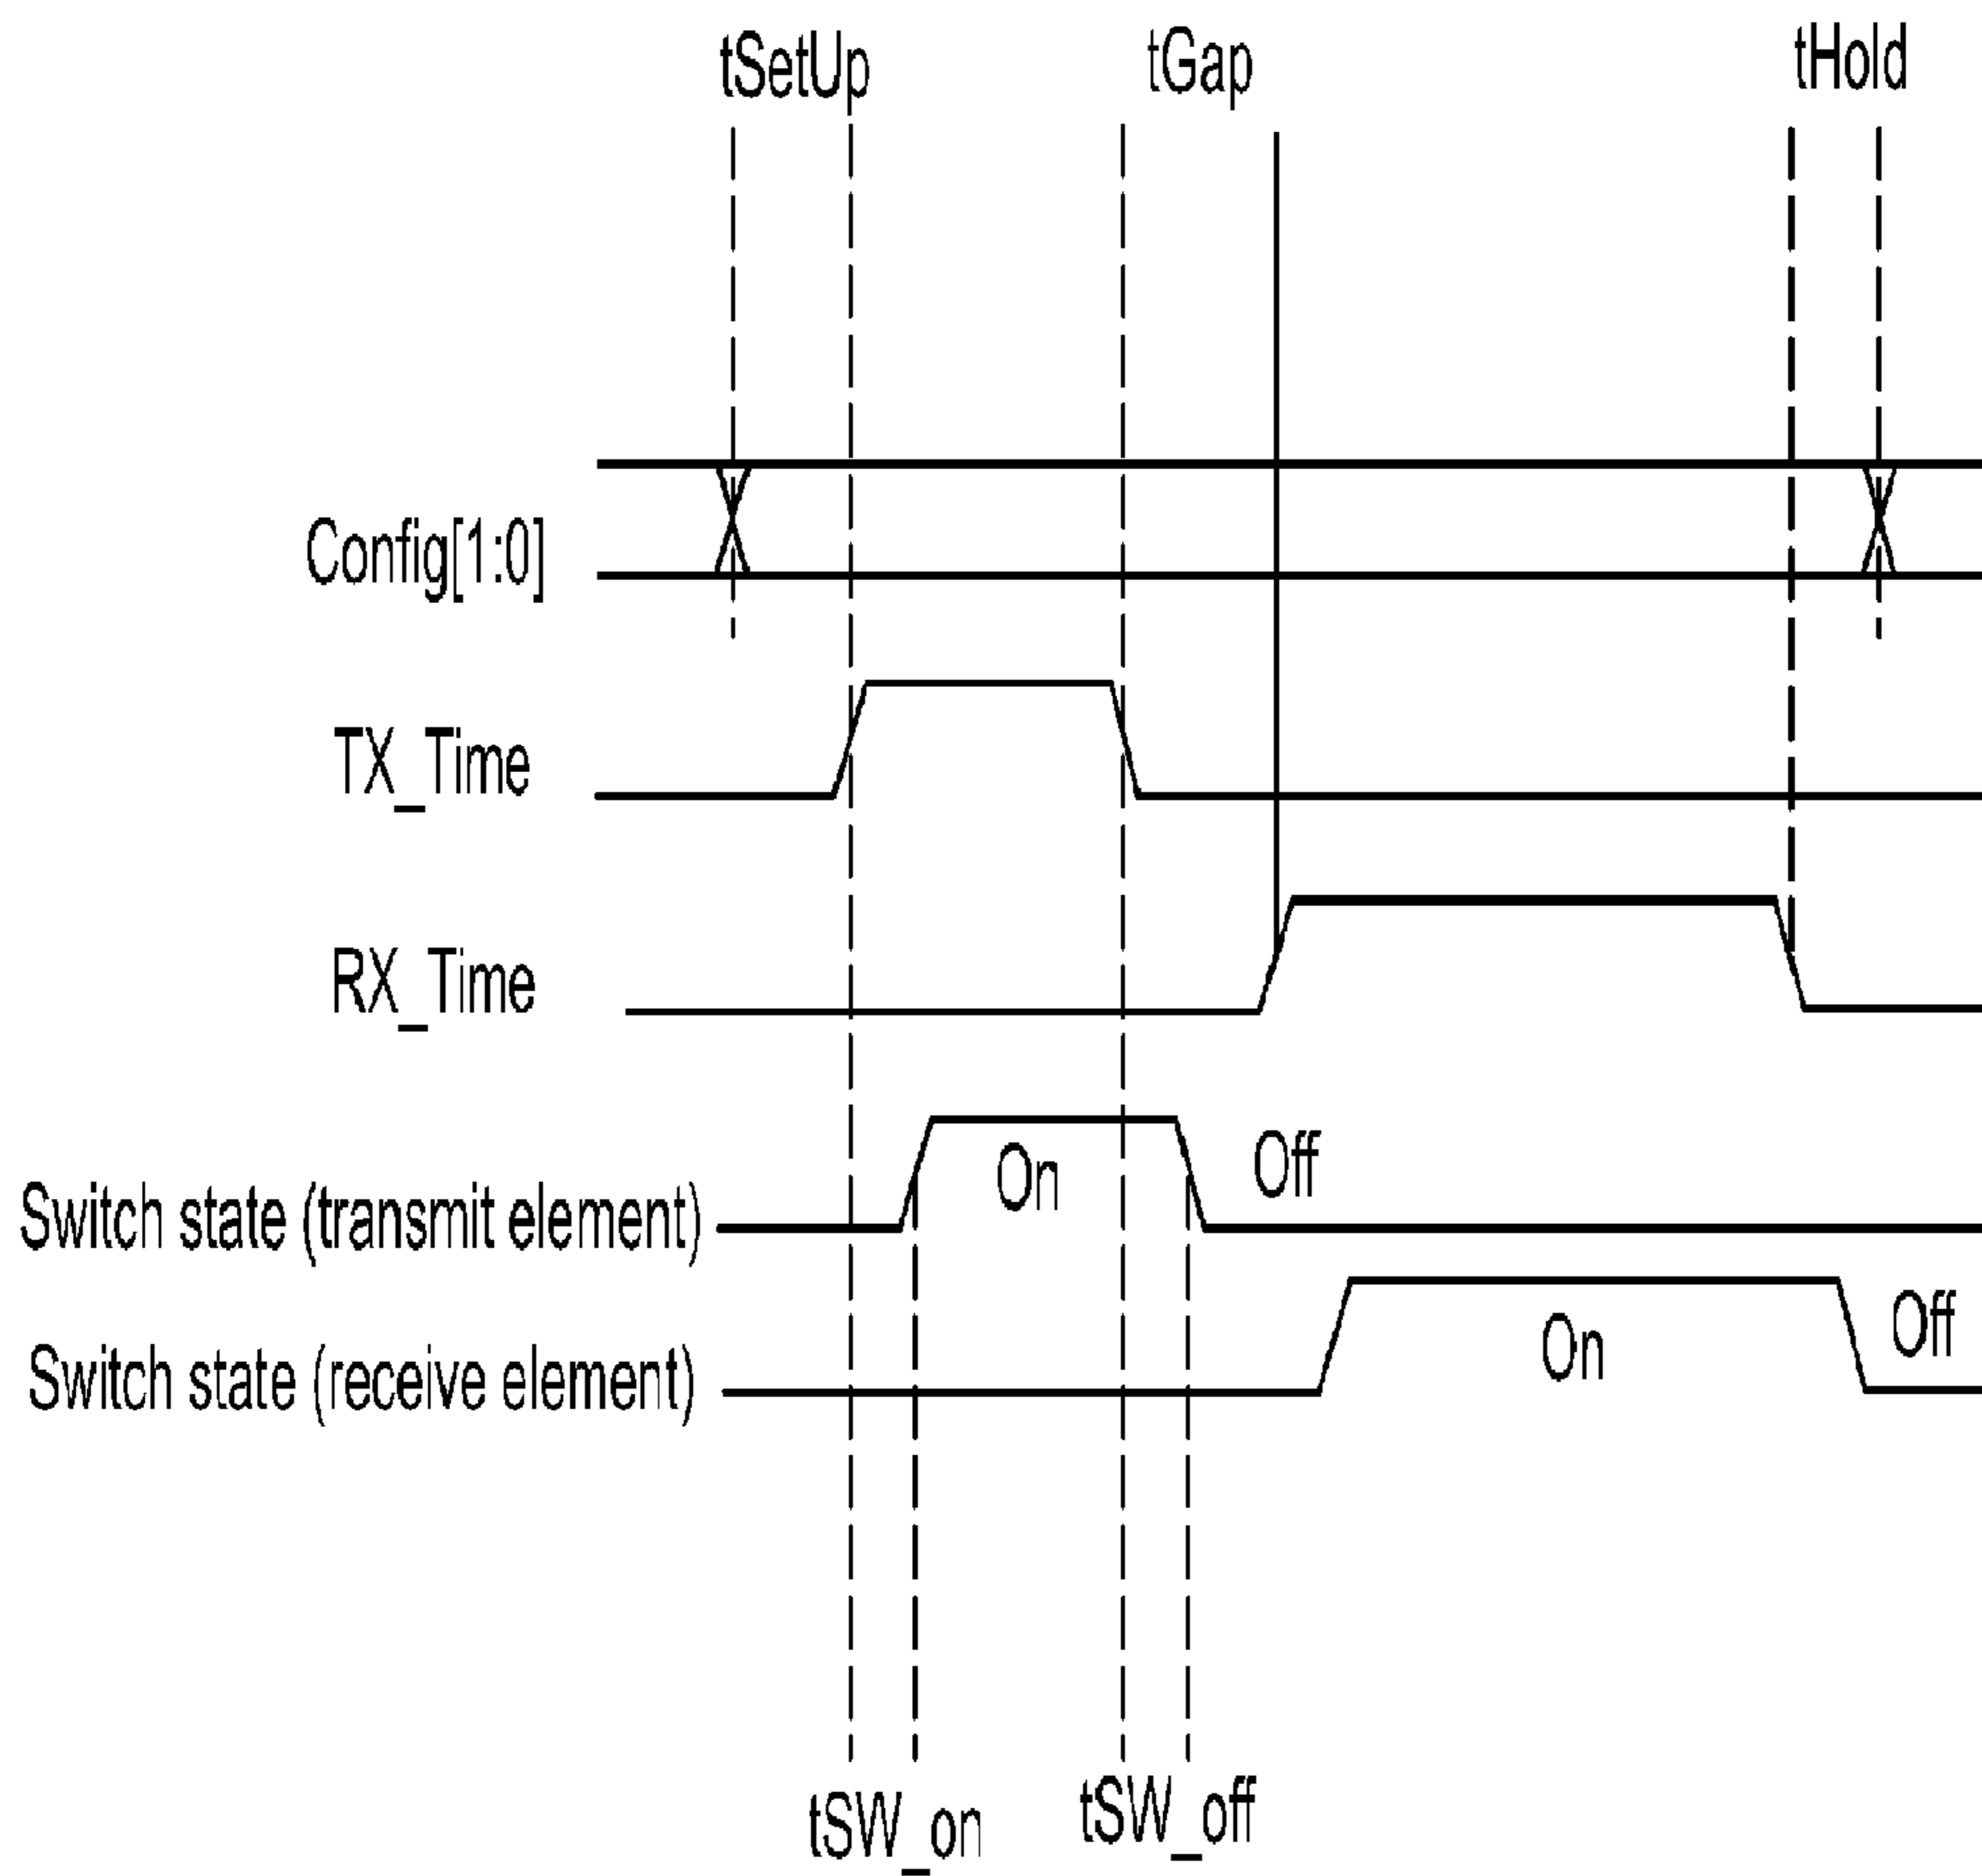 tSetUp tGap tHold
Config[1:0]
TX_Time
RX_Time
On Off
Switch state (transmit element)
Switch state (receive element) On Off
tSW_on tSW_off